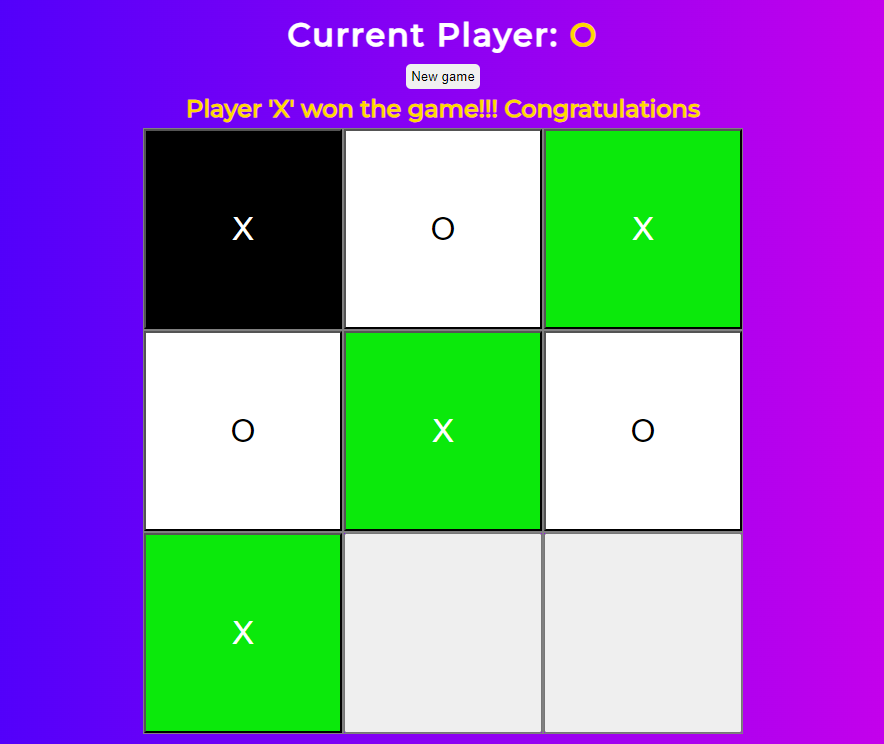 Current Player: O
New game
Player 'X' won the game!!! Congratulations
X O X
O X O
X